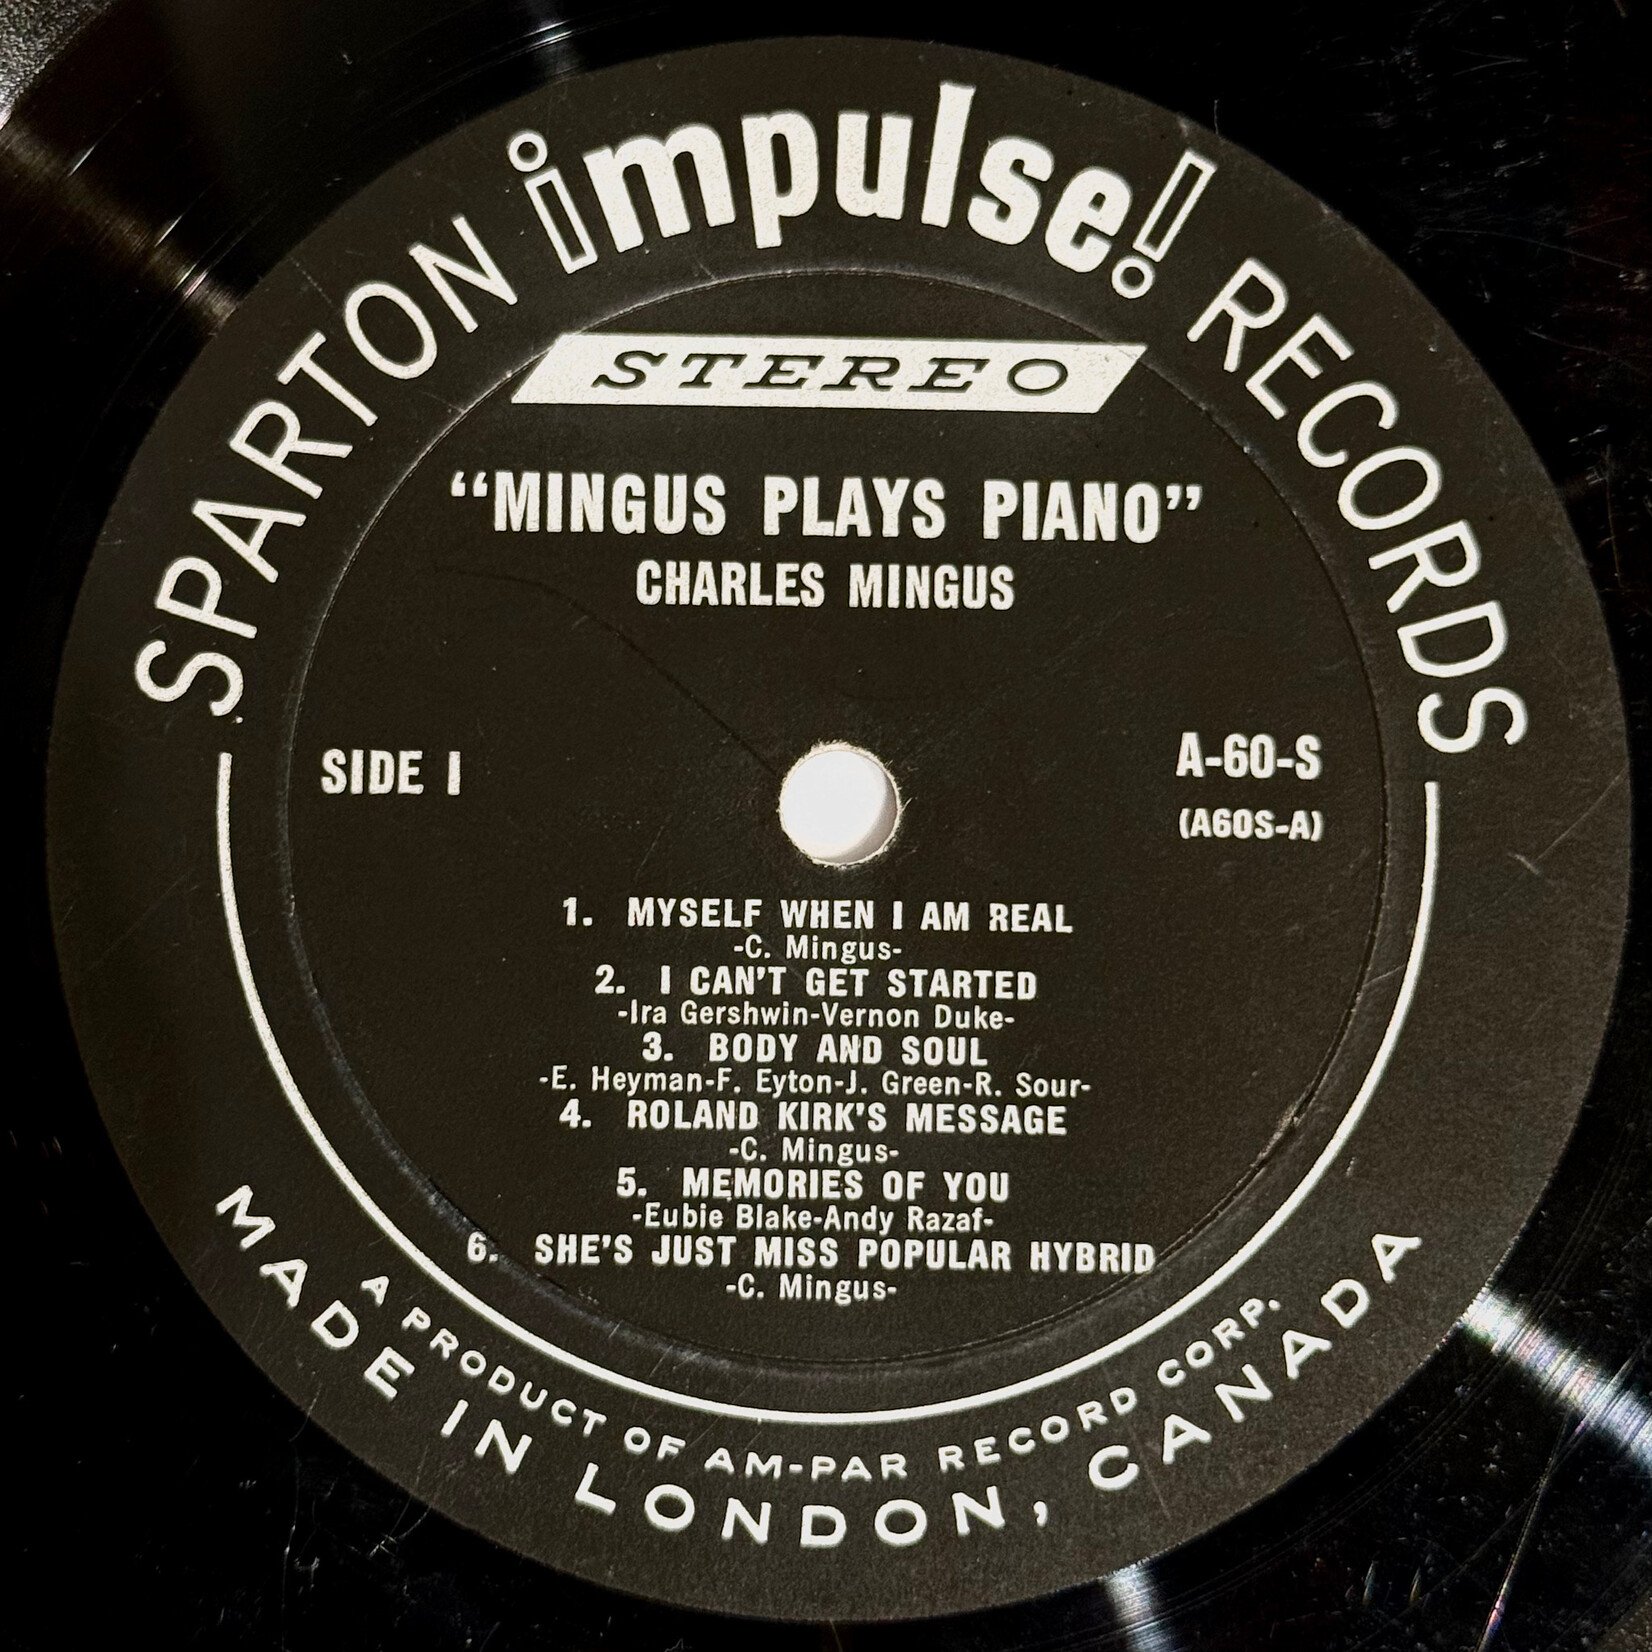 SPARTON impulse! RECORDS
STEREO
“MINGUS PLAYS PIANO”
CHARLES MINGUS
SIDE I
A-60-S
(A60S-A)
1. MYSELF WHEN I AM REAL
-C. Mingus-
2. I CAN'T GET STARTED
-Ira Gershwin-Vernon Duke-
3. BODY AND SOUL
-E. Heyman-F. Eyton-J. Green-R. Sour-
4. ROLAND KIRK'S MESSAGE
-C. Mingus-
5. MEMORIES OF YOU
-Eubie Blake-Andy Razaf-
6. SHE'S JUST MISS POPULAR HYBRID
-C. Mingus-
A PRODUCT OF AM-PAR RECORD CORP.
MADE IN LONDON, CANADA